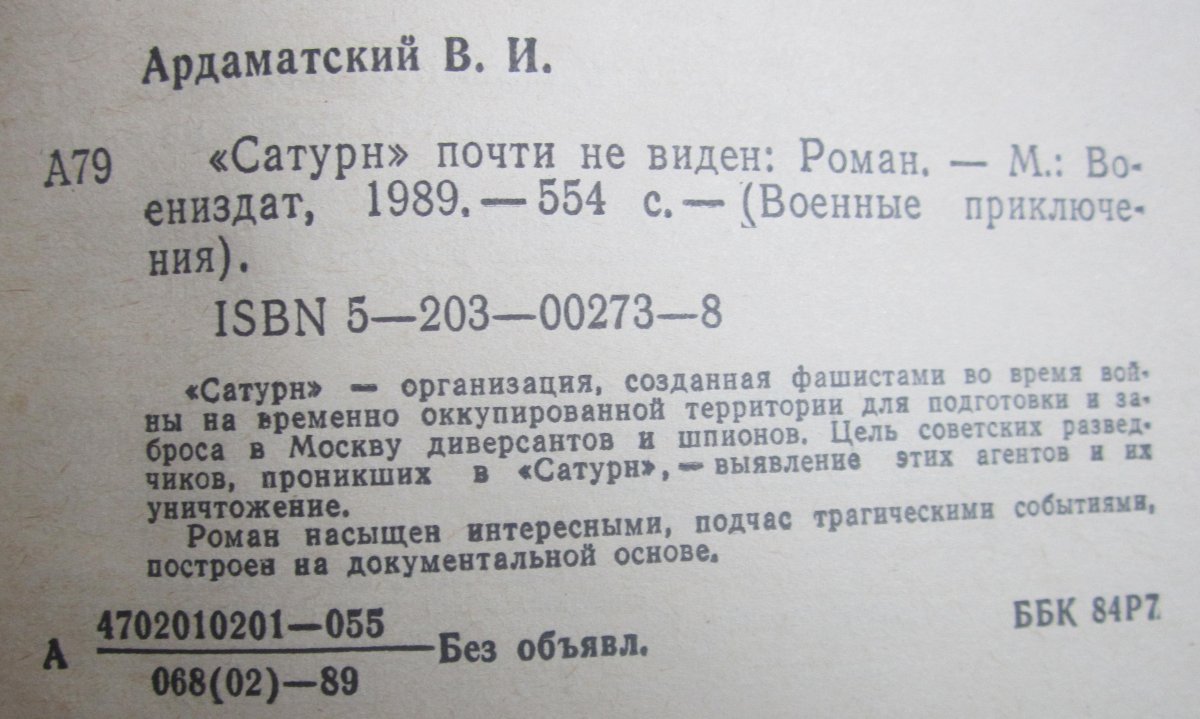 Ардаматский В. И.
А79 «Сатурн» почти не виден: Роман. — М.: Во-
ениздат, 1989.— 554 с.— (Военные приключе-
ния).
ISBN 5—203—00273—8
«Сатурн» — организация, созданная фашистами во время вой-
ны на временно оккупированной территории для подготовки и за-
броса в Москву диверсантов и шпионов. Цель советских развед-
чиков, проникших в «Сатурн», — выявление этих агентов и их
уничтожение.
Роман насыщен интересными, подчас трагическими событиями,
построен на документальной основе.
А 4702010201—055
068(02)—89
Без объявл.
ББК 84Р7